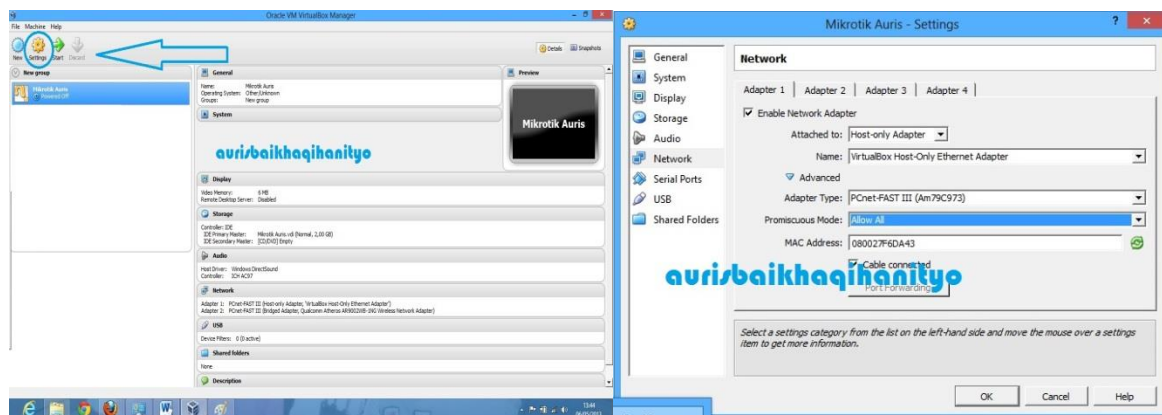 Oracle VM VirtualBox Manager
File Machine Help
New Settings Start Discard
Details Snapshots
New group
Mikrotik Auris
Powered Off
General
Name: Mikrotik Auris
Operating System: Other/Unknown
Groups: New group
System
Preview
Mikrotik Auris
aurisbaikhaqihanityo
Display
Video Memory: 6 MB
Remote Desktop Server: Disabled
Storage
Controller: IDE
IDE Primary Master: Mikrotik Auris.vdi (Normal, 2,00 GB)
IDE Secondary Master: [CD/DVD] Empty
Audio
Host Driver: Windows DirectSound
Controller: ICH AC97
Network
Adapter 1: PCnet-FAST III (Host-only Adapter, 'VirtualBox Host-Only Ethernet Adapter')
Adapter 2: PCnet-FAST III (Bridged Adapter, Qualcomm Atheros AR9002WB-1NG Wireless Network Adapter)
USB
Device Filters: 0 (0 active)
Shared folders
None
Description
13:44
06/05/2013
Mikrotik Auris - Settings
? ×
General
System
Display
Storage
Audio
Network
Serial Ports
USB
Shared Folders
Network
Adapter 1 Adapter 2 Adapter 3 Adapter 4
Enable Network Adapter
Attached to: Host-only Adapter
Name: VirtualBox Host-Only Ethernet Adapter
Advanced
Adapter Type: PCnet-FAST III (Am79C973)
Promiscuous Mode: Allow All
MAC Address: 080027F6DA43
Cable connected
Port Forwarding
aurisbaikhaqihanityo
Select a settings category from the list on the left-hand side and move the mouse over a settings
item to get more information.
OK Cancel Help